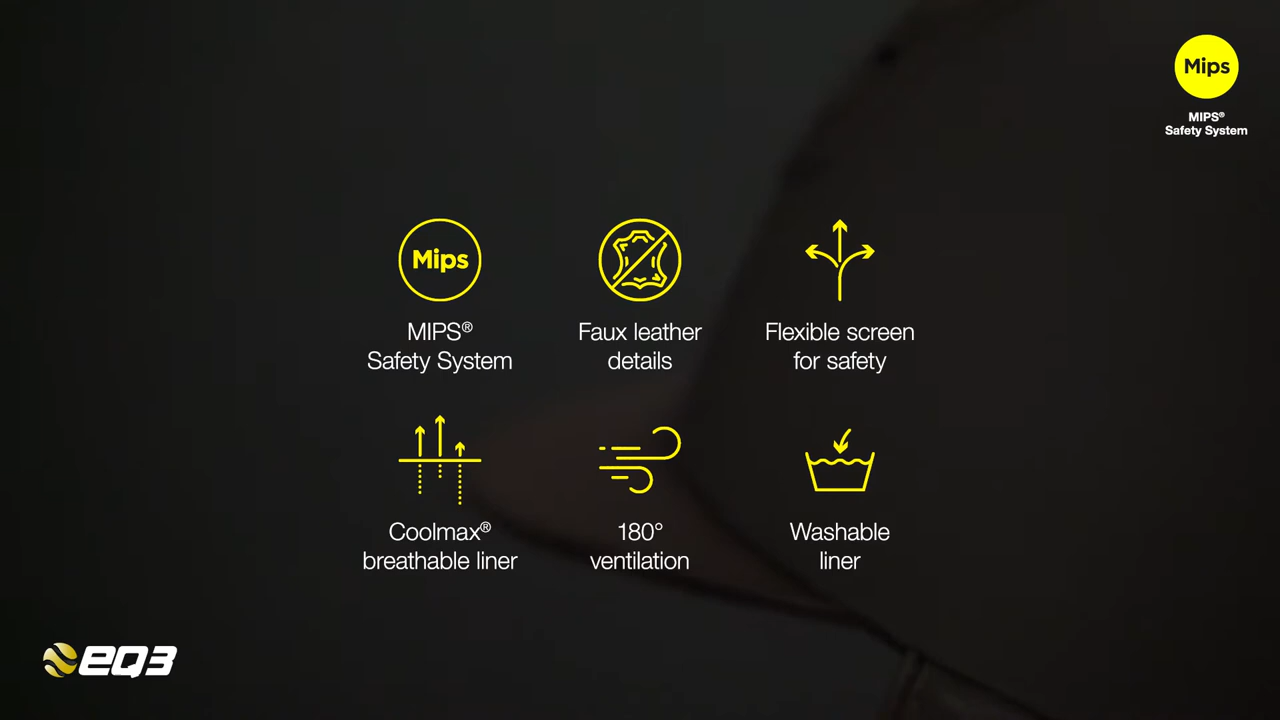 Mips
MIPS®
Safety System
Mips
MIPS®
Safety System
Faux leather
details
Flexible screen
for safety
Coolmax®
breathable liner
180°
ventilation
Washable
liner
eQ3